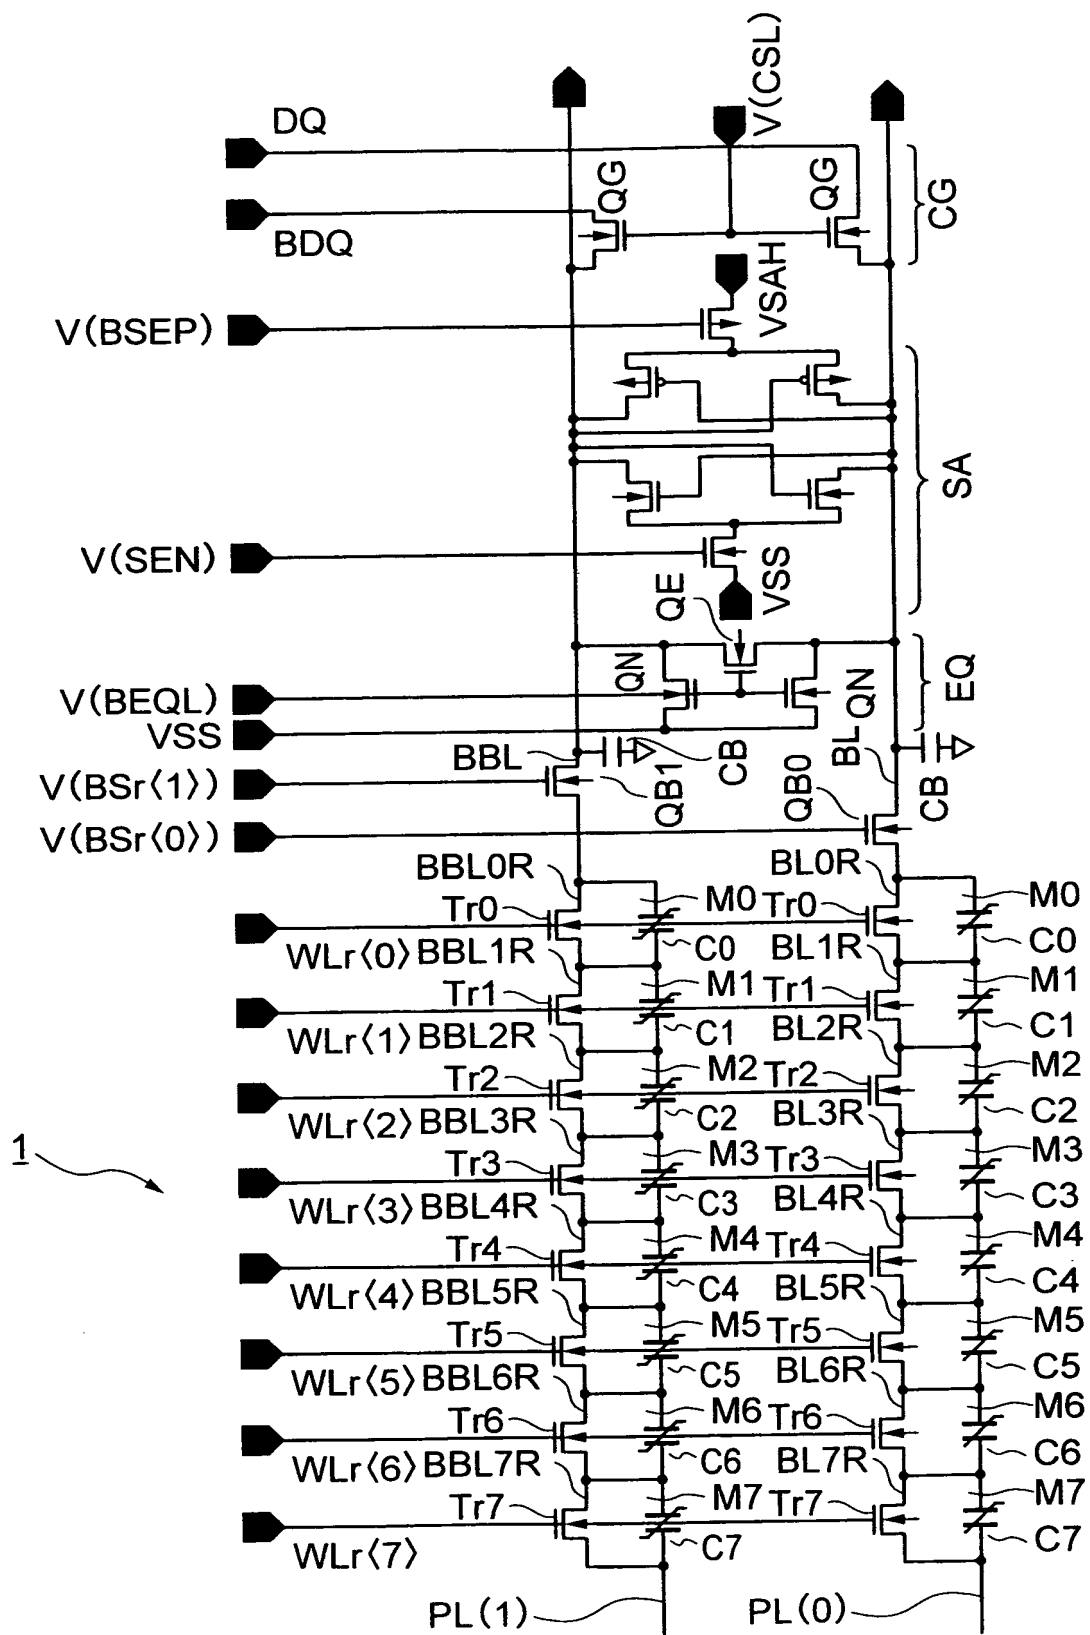 DQ
V(CSL)
QG
QG
CG
BDQ
VSAH
V(BSEP)
SA
V(SEN)
VSS
QE
QN
V(BEQL)
QN
EQ
VSS
BBL
CB
BL
V(BSr⟨1⟩)
QB1
QB0
CB
V(BSr⟨0⟩)
BBL0R
BL0R
Tr0
M0
Tr0
M0
WLr⟨0⟩
BBL1R
C0
BL1R
C0
Tr1
M1
Tr1
M1
WLr⟨1⟩
BBL2R
C1
BL2R
C1
Tr2
M2
Tr2
M2
WLr⟨2⟩
BBL3R
C2
BL3R
C2
1
Tr3
M3
Tr3
M3
WLr⟨3⟩
BBL4R
C3
BL4R
C3
Tr4
M4
Tr4
M4
WLr⟨4⟩
BBL5R
C4
BL5R
C4
Tr5
M5
Tr5
M5
WLr⟨5⟩
BBL6R
C5
BL6R
C5
Tr6
M6
Tr6
M6
WLr⟨6⟩
BBL7R
C6
BL7R
C6
Tr7
M7
Tr7
M7
WLr⟨7⟩
C7
C7
PL(1)
PL(0)